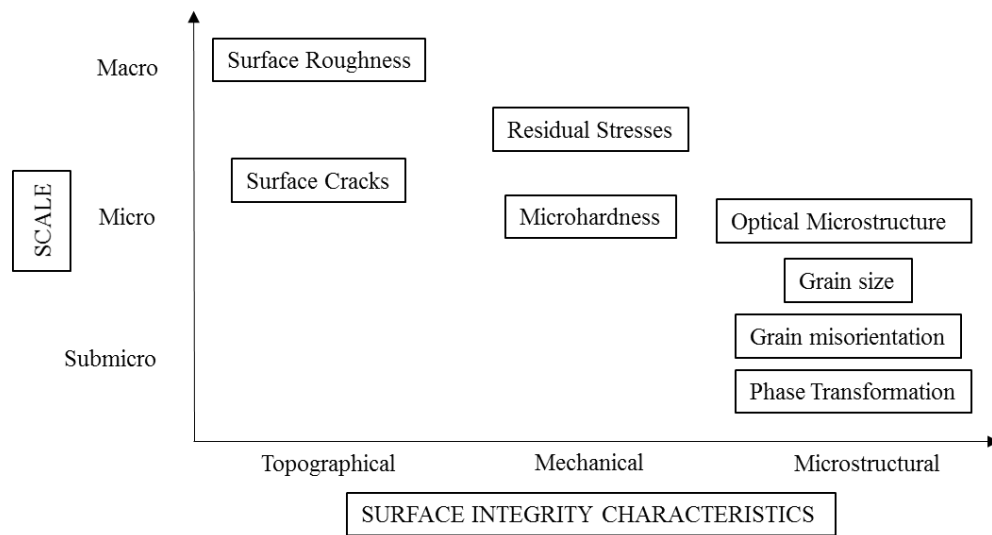 Macro
Surface Roughness
Residual Stresses
Surface Cracks
SCALE
Micro
Microhardness
Optical Microstructure
Grain size
Grain misorientation
Submicro
Phase Transformation
Topographical
Mechanical
Microstructural
SURFACE INTEGRITY CHARACTERISTICS